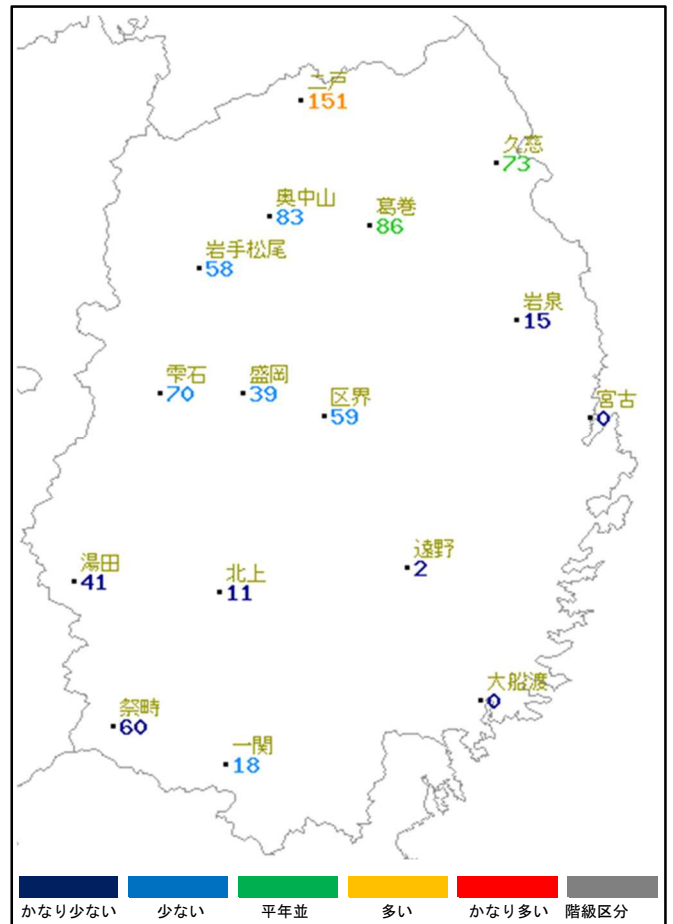 二戸
151
久慈
73
奥中山
83
葛巻
86
岩手松尾
58
岩泉
15
雫石
70
盛岡
39
区界
59
宮古
0
湯田
41
北上
11
遠野
2
大船渡
0
祭畤
60
一関
18
かなり少ない 少ない 平年並 多い かなり多い 階級区分